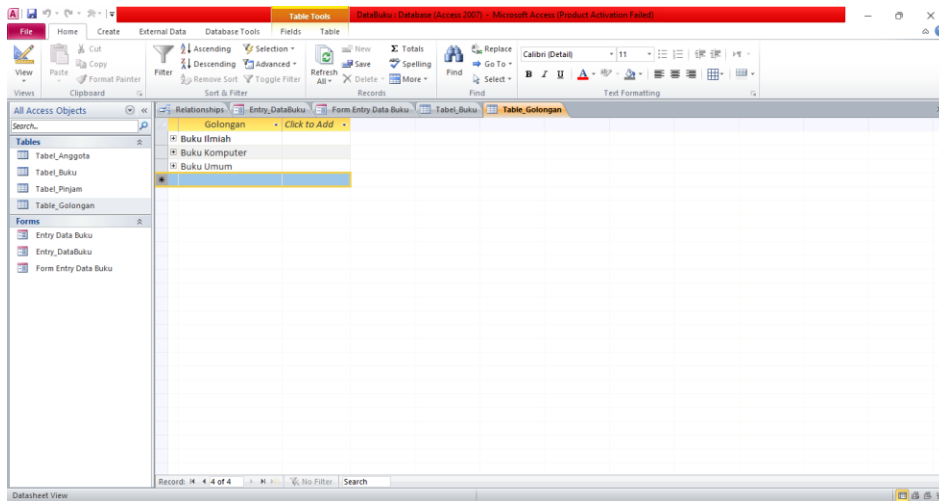 Table Tools
DataBuku : Database (Access 2007) - Microsoft Access (Product Activation Failed)
File Home Create External Data Database Tools Fields Table
View
Views
Paste
Cut
Copy
Format Painter
Clipboard
Filter
Ascending
Descending
Remove Sort
Selection
Advanced
Toggle Filter
Sort & Filter
Refresh All
New
Save
Delete
Totals
Spelling
More
Records
Find
Replace
Go To
Select
Find
Calibri (Detail) 11
B I U A
Text Formatting
All Access Objects
Search...
Tables
Tabel_Anggota
Tabel_Buku
Tabel_Pinjam
Table_Golongan
Forms
Entry Data Buku
Entry_DataBuku
Form Entry Data Buku
Relationships Entry_DataBuku Form Entry Data Buku Tabel_Buku Table_Golongan
Golongan Click to Add
Buku Ilmiah
Buku Komputer
Buku Umum
Record: 4 of 4 No Filter Search
Datasheet View